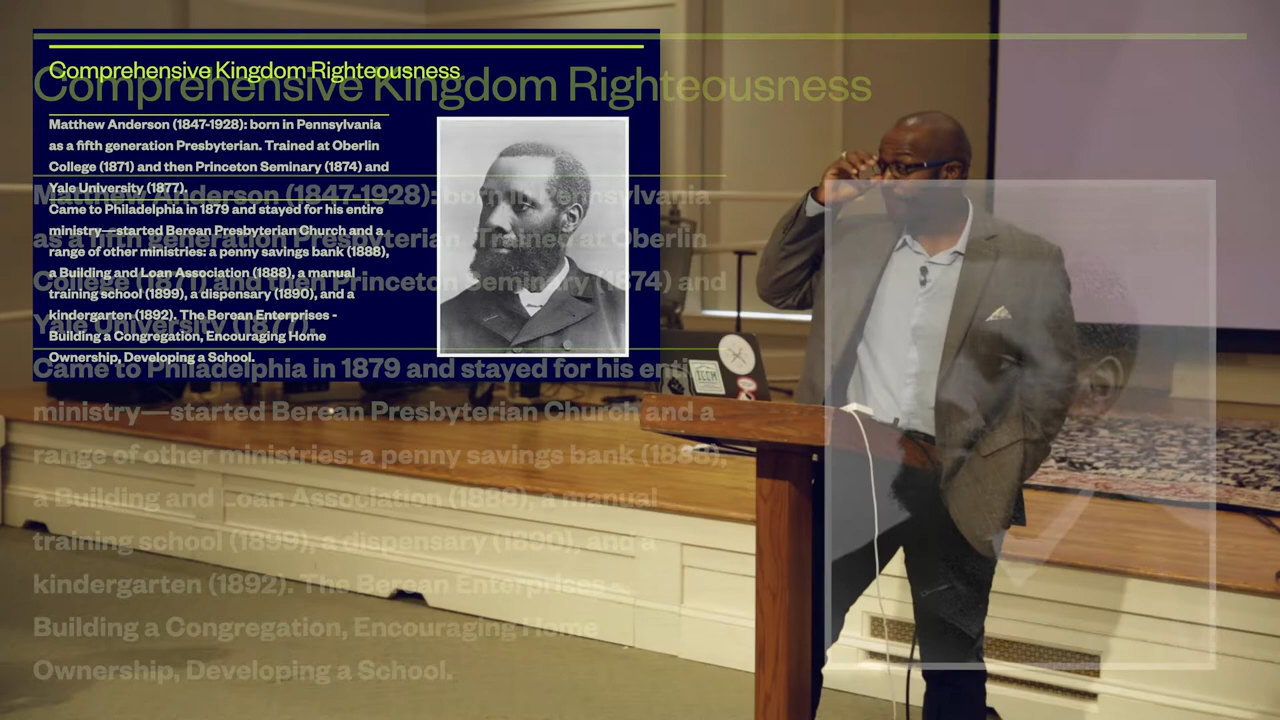 Comprehensive Kingdom Righteousness
Matthew Anderson (1847-1928): born in Pennsylvania
as a fifth generation Presbyterian. Trained at Oberlin
College (1871) and then Princeton Seminary (1874) and
Yale University (1877).
Came to Philadelphia in 1879 and stayed for his entire
ministry—started Berean Presbyterian Church and a
range of other ministries: a penny savings bank (1888),
a Building and Loan Association (1888), a manual
training school (1899), a dispensary (1890), and a
kindergarten (1892). The Berean Enterprises -
Building a Congregation, Encouraging Home
Ownership, Developing a School.
Comprehensive Kingdom Righteousness
Matthew Anderson (1847-1928): born in Pennsylvania
as a fifth generation Presbyterian. Trained at Oberlin
College (1871) and then Princeton Seminary (1874) and
Yale University (1877).
Came to Philadelphia in 1879 and stayed for his enti
ministry—started Berean Presbyterian Church and a
range of other ministries: a penny savings bank (1888),
a Building and Loan Association (1888), a manual
training school (1899), a dispensary (1890), and a
kindergarten (1892). The Berean Enterprises -
Building a Congregation, Encouraging Home
Ownership, Developing a School.